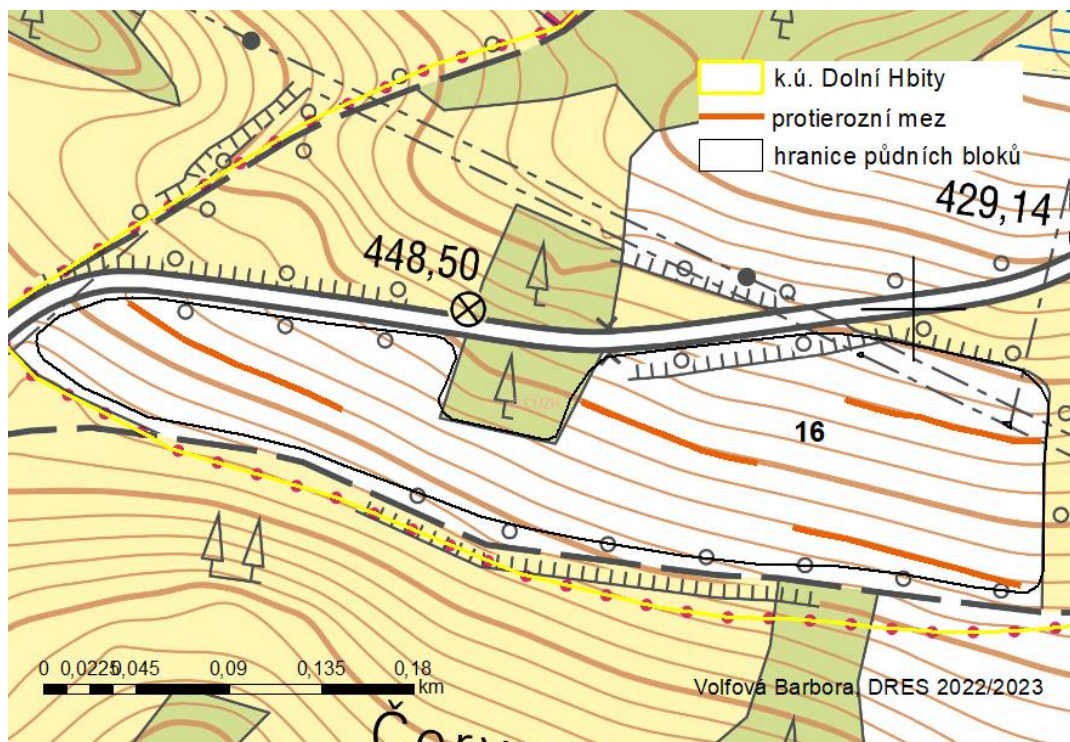 k.ú. Dolní Hbity
protierozní mez
hranice půdních bloků
429,14
448,50
16
0 0,0225 0,045 0,09 0,135 0,18
km
Volfová Barbora, DRES 2022/2023